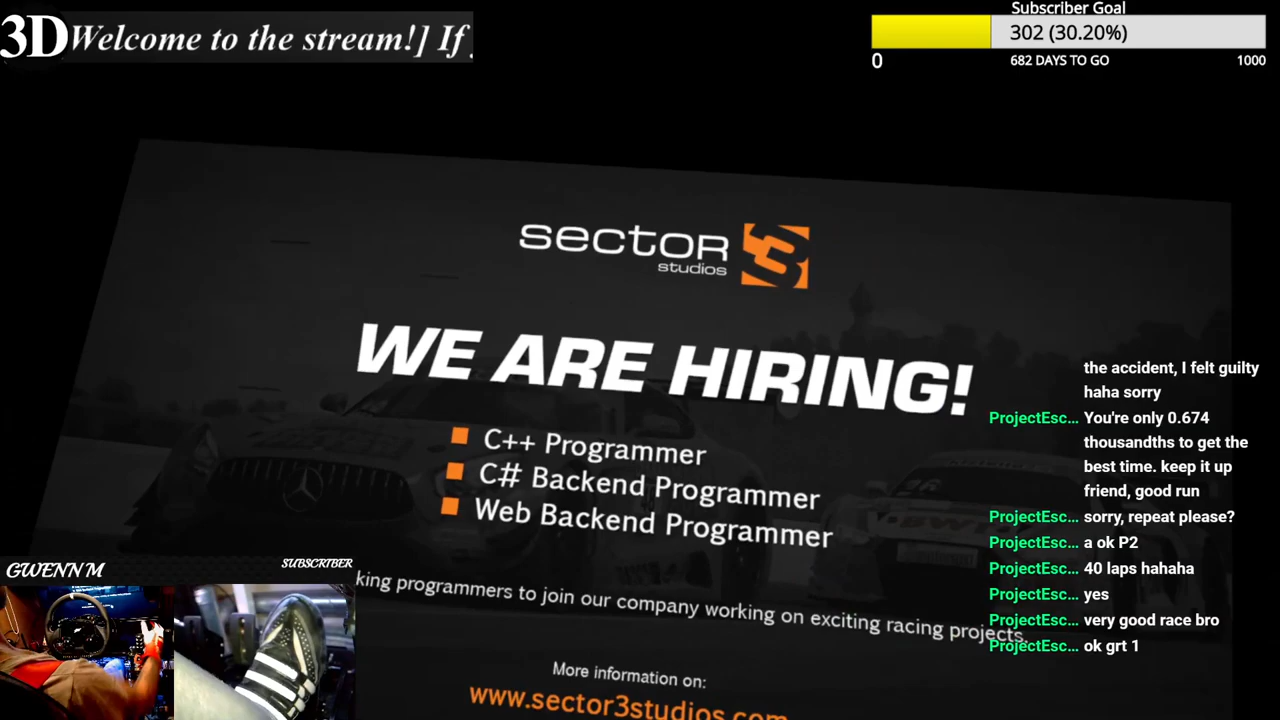 3D Welcome to the stream!] If
Subscriber Goal
302 (30.20%)
0
682 DAYS TO GO
1000
sector 3
studios
WE ARE HIRING!
C++ Programmer
C# Backend Programmer
Web Backend Programmer
king programmers to join our company working on exciting racing projects.
More information on:
www.sector3studios.com
the accident, I felt guilty
haha sorry
ProjectEsc... You're only 0.674
thousandths to get the
best time. keep it up
friend, good run
ProjectEsc... sorry, repeat please?
ProjectEsc... a ok P2
ProjectEsc... 40 laps hahaha
ProjectEsc... yes
ProjectEsc... very good race bro
ProjectEsc... ok grt 1
GWENN M
SUBSCRIBER